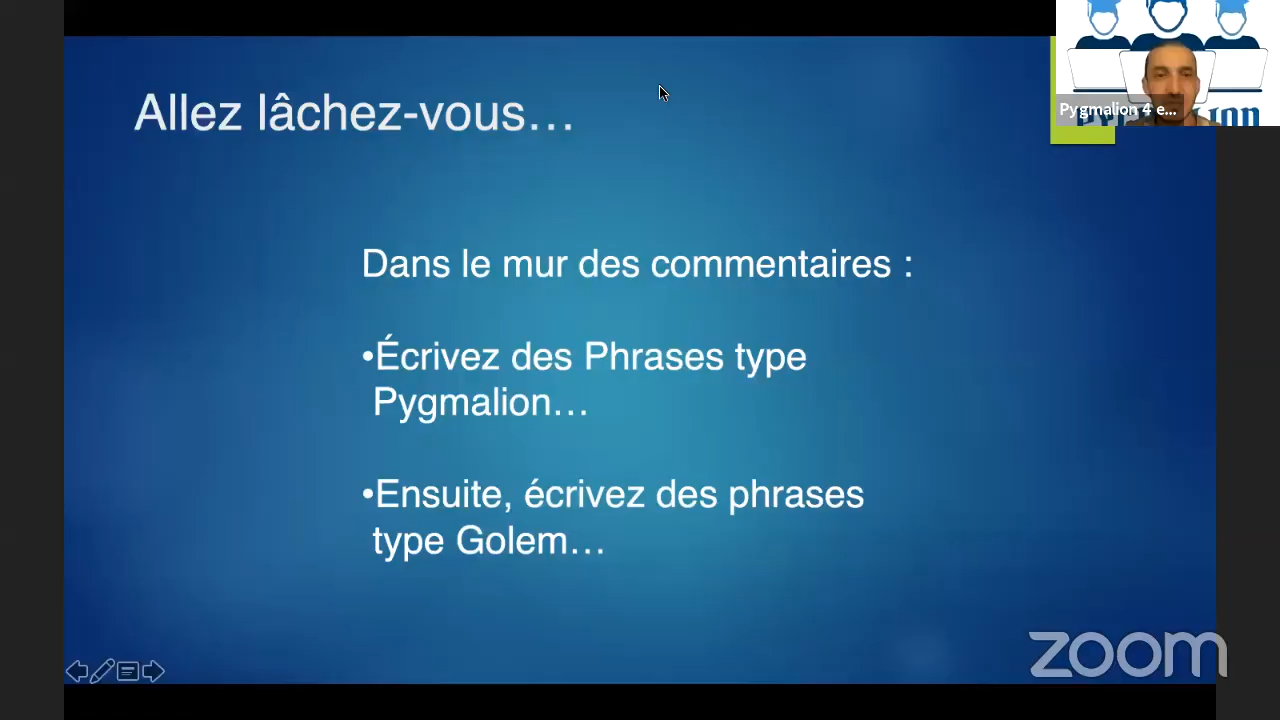 Allez lâchez-vous…
Pygmalion 4 e...
Dans le mur des commentaires :
•Écrivez des Phrases type
Pygmalion…
•Ensuite, écrivez des phrases
type Golem…
zoom